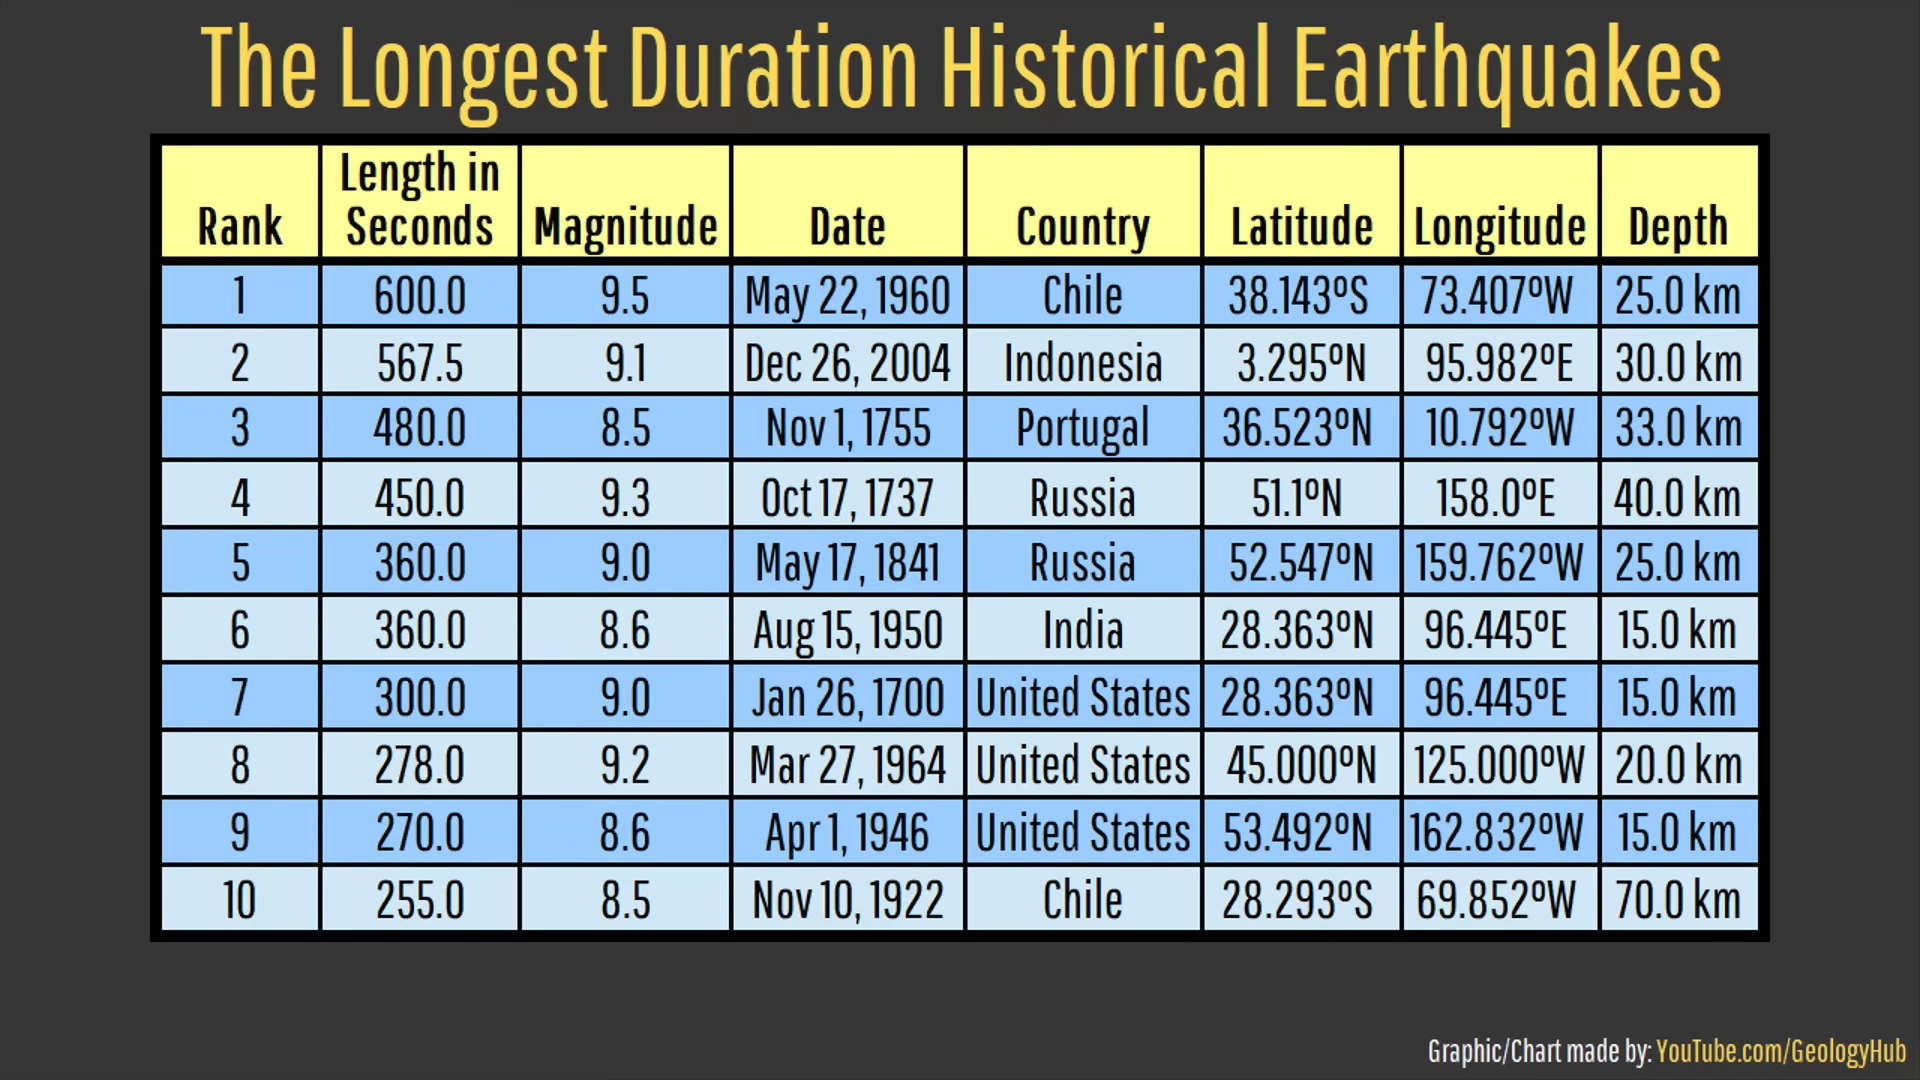 The Longest Duration Historical Earthquakes
Rank Length in Seconds Magnitude Date Country Latitude Longitude Depth
1 600.0 9.5 May 22, 1960 Chile 38.143ºS 73.407ºW 25.0 km
2 567.5 9.1 Dec 26, 2004 Indonesia 3.295ºN 95.982ºE 30.0 km
3 480.0 8.5 Nov 1, 1755 Portugal 36.523ºN 10.792ºW 33.0 km
4 450.0 9.3 Oct 17, 1737 Russia 51.1ºN 158.0ºE 40.0 km
5 360.0 9.0 May 17, 1841 Russia 52.547ºN 159.762ºW 25.0 km
6 360.0 8.6 Aug 15, 1950 India 28.363ºN 96.445ºE 15.0 km
7 300.0 9.0 Jan 26, 1700 United States 28.363ºN 96.445ºE 15.0 km
8 278.0 9.2 Mar 27, 1964 United States 45.000ºN 125.000ºW 20.0 km
9 270.0 8.6 Apr 1, 1946 United States 53.492ºN 162.832ºW 15.0 km
10 255.0 8.5 Nov 10, 1922 Chile 28.293ºS 69.852ºW 70.0 km
Graphic/Chart made by: YouTube.com/GeologyHub